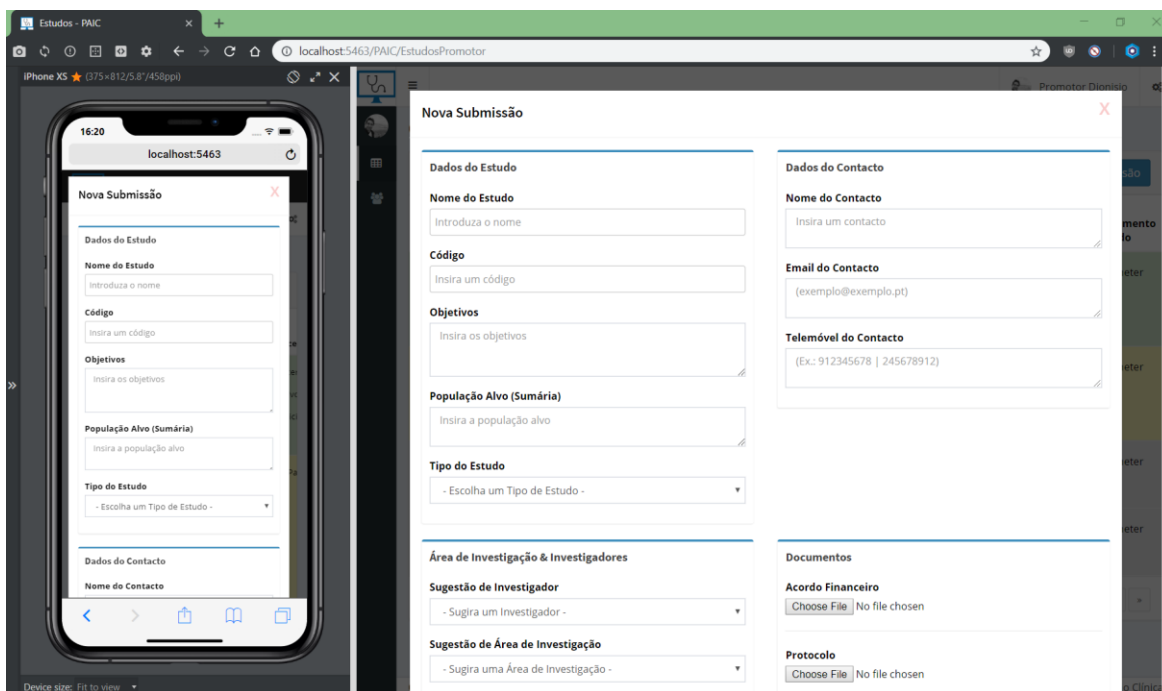 Estudos - PAIC
localhost:5463/PAIC/EstudosPromotor
iPhone XS (375×812/5.8"/458ppi)
16:20
localhost:5463
Nova Submissão
X
Dados do Estudo
Nome do Estudo
Introduza o nome
Código
Insira um código
Objetivos
Insira os objetivos
População Alvo (Sumária)
Insira a população alvo
Tipo do Estudo
- Escolha um Tipo de Estudo -
Dados do Contacto
Nome do Contacto
Device size: Fit to view
Promotor Dionisio
Nova Submissão
X
Dados do Estudo
Nome do Estudo
Introduza o nome
Código
Insira um código
Objetivos
Insira os objetivos
População Alvo (Sumária)
Insira a população alvo
Tipo do Estudo
- Escolha um Tipo de Estudo -
Dados do Contacto
Nome do Contacto
Insira um contacto
Email do Contacto
(exemplo@exemplo.pt)
Telemóvel do Contacto
(Ex.: 912345678 | 245678912)
Área de Investigação & Investigadores
Sugestão de Investigador
- Sugira um Investigador -
Sugestão de Área de Investigação
- Sugira uma Área de Investigação -
Documentos
Acordo Financeiro
Choose File No file chosen
Protocolo
Choose File No file chosen
são
mento
lo
eter
eter
eter
eter